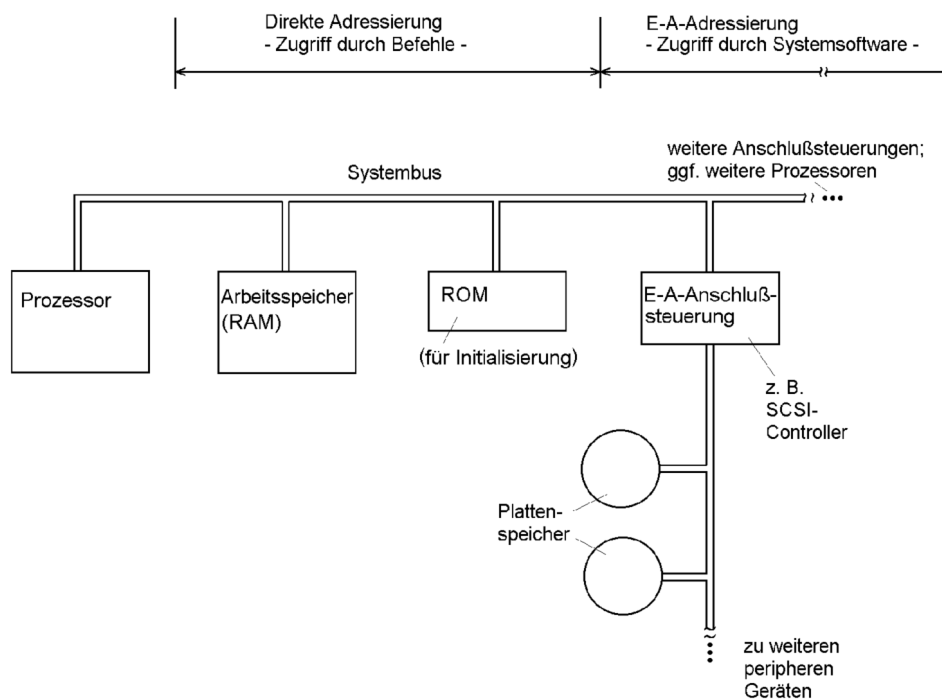 Direkte Adressierung
- Zugriff durch Befehle -
E-A-Adressierung
- Zugriff durch Systemsoftware -
weitere Anschlußsteuerungen;
ggf. weitere Prozessoren
Systembus
Prozessor
Arbeitsspeicher
(RAM)
ROM
(für Initialisierung)
E-A-Anschluß-
steuerung
z. B.
SCSI-
Controller
Platten-
speicher
zu weiteren
peripheren
Geräten